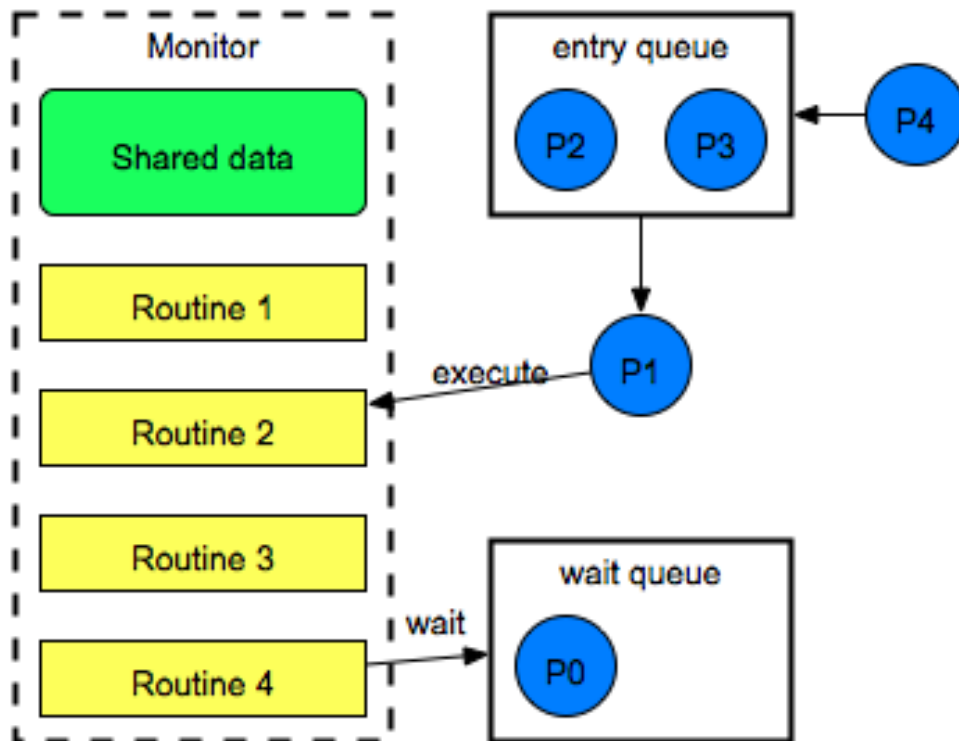 Monitor
Shared data
Routine 1
Routine 2
Routine 3
Routine 4
entry queue
P2
P3
P4
P1
execute
wait
wait queue
P0